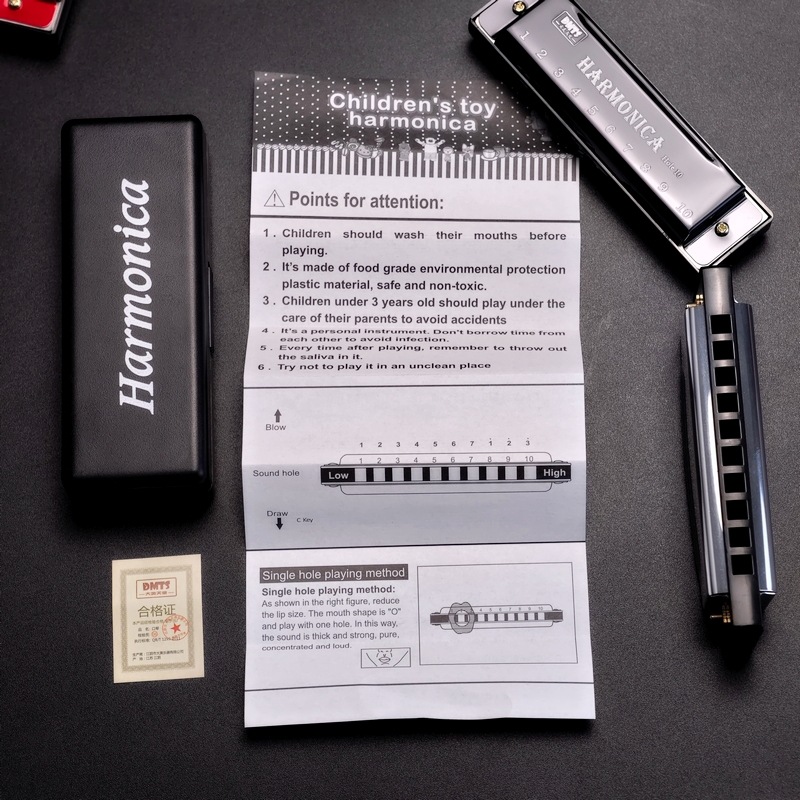 DMTS
HARMONICA
1 2 3 4 5 6 7 8 9 10
Harmonica
Children's toy
harmonica
Points for attention:
1. Children should wash their mouths before
playing.
2. It's made of food grade environmental protection
plastic material, safe and non-toxic.
3. Children under 3 years old should play under the
care of their parents to avoid accidents
4. It's a personal instrument. Don't borrow time from
each other to avoid infection.
5. Every time after playing, remember to throw out
the saliva in it.
6. Try not to play it in an unclean place
Blow
1 2 3 4 5 6 7 1 2 3
1 2 3 4 5 6 7 8 9 10
Sound hole
Low
High
Draw
C Key
Single hole playing method
Single hole playing method:
As shown in the right figure, reduce
the lip size. The mouth shape is "O"
and play with one hole. In this way,
the sound is thick and strong, pure,
concentrated and loud.
4 5 6 7 8 9 10
DMTS
合格证